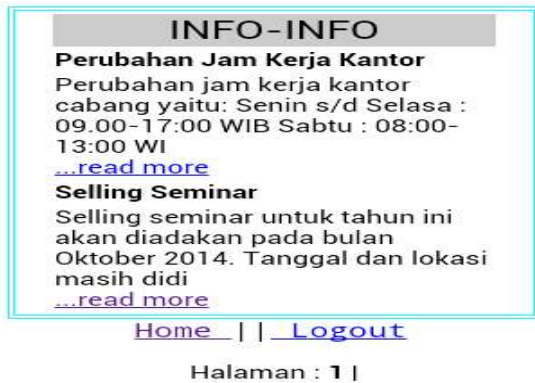 INFO-INFO
Perubahan Jam Kerja Kantor
Perubahan jam kerja kantor
cabang yaitu: Senin s/d Selasa :
09.00-17:00 WIB Sabtu : 08:00-
13:00 WI
...read more
Selling Seminar
Selling seminar untuk tahun ini
akan diadakan pada bulan
Oktober 2014. Tanggal dan lokasi
masih didi
...read more
Home || Logout
Halaman : 1 |